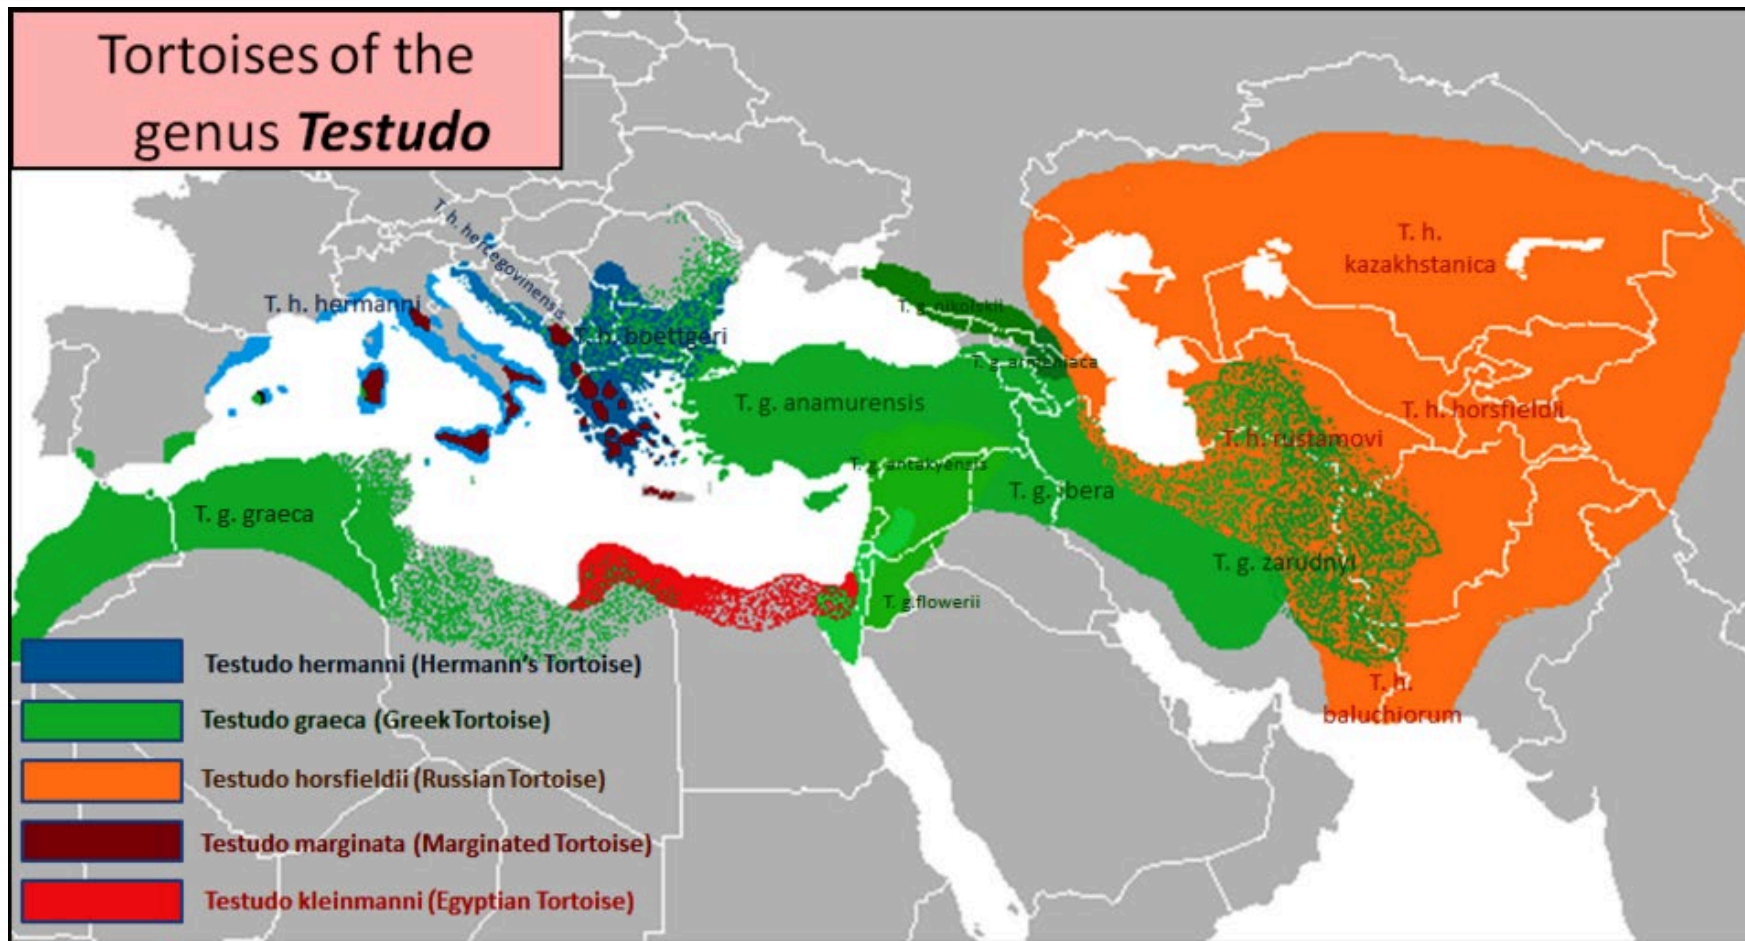 Tortoises of the
genus Testudo
T. h. hercegovinensis
T. h. hermanni
T. h. boettgeri
T. g. nikolskii
T. g. armeniaca
T. h.
kazakhstanica
T. g. anamurensis
T. h. horsfieldii
T. h. rustamovi
T. g. antakyensis
T. g. ibera
T. g. graeca
T. g. zarudnyi
T. g.flowerii
T. h.
baluchiorum
Testudo hermanni (Hermann's Tortoise)
Testudo graeca (Greek Tortoise)
Testudo horsfieldii (Russian Tortoise)
Testudo marginata (Marginated Tortoise)
Testudo kleinmanni (Egyptian Tortoise)